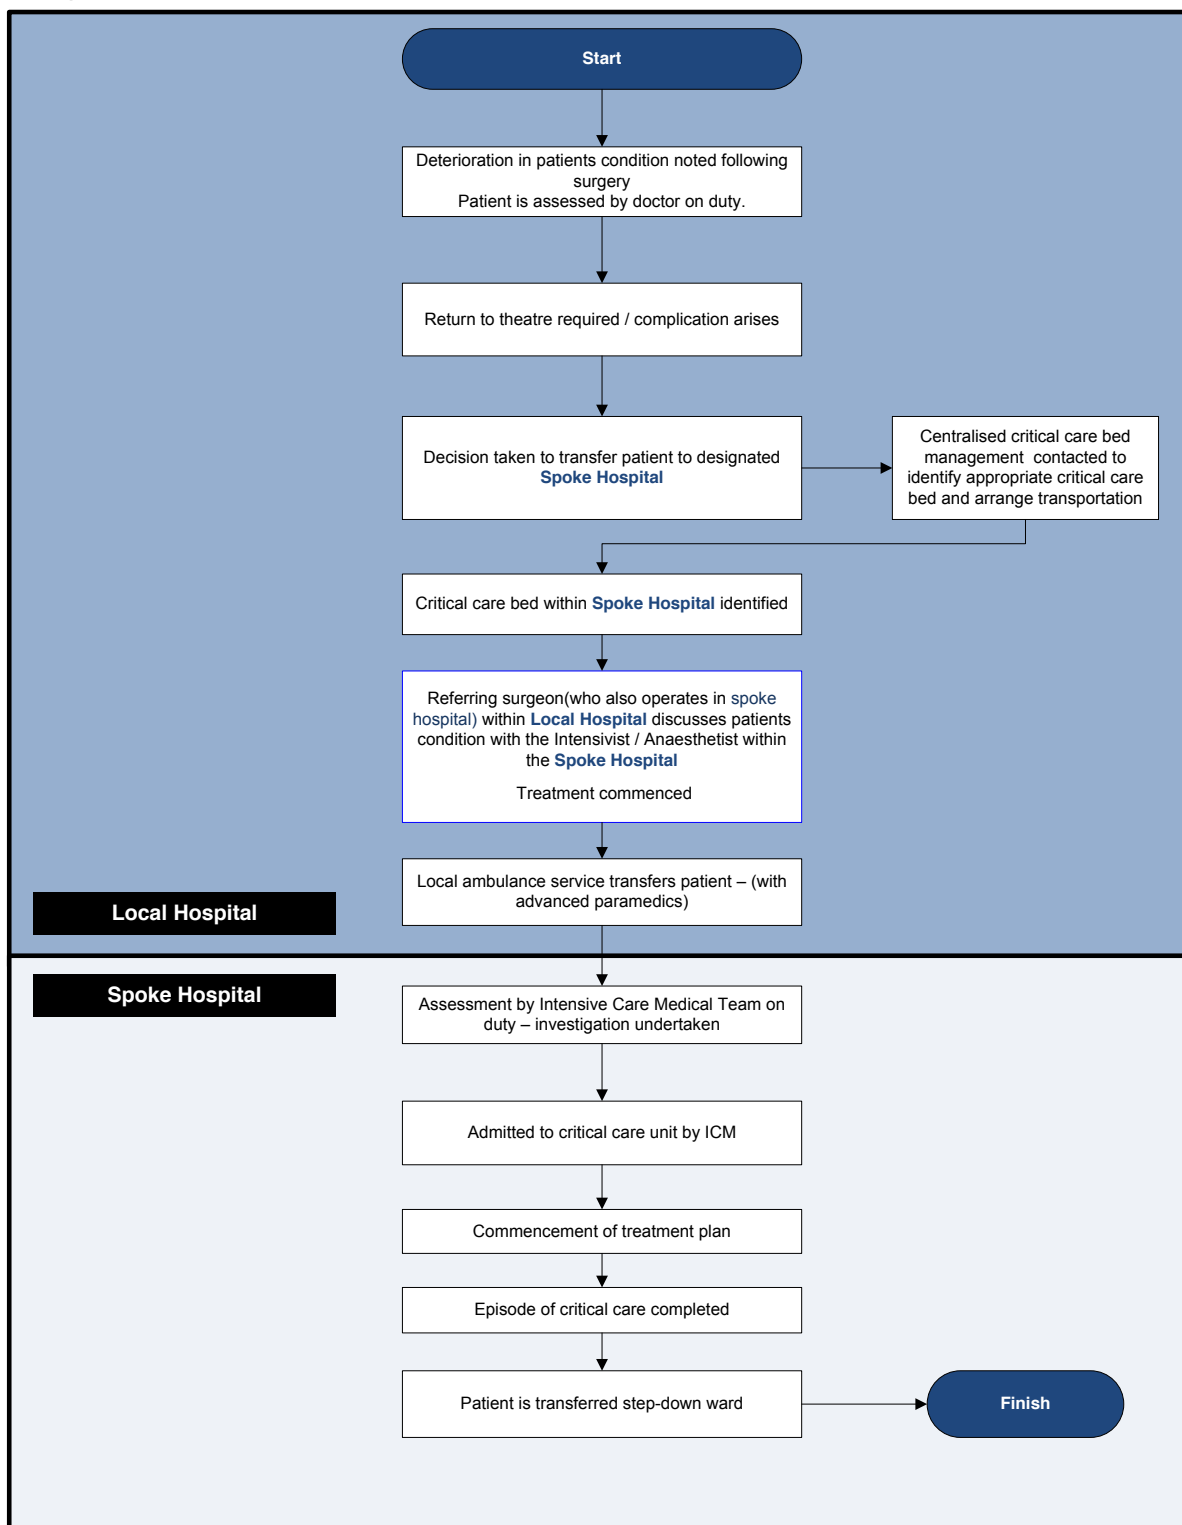 Start
Deterioration in patients condition noted following
surgery
Patient is assessed by doctor on duty.
Return to theatre required / complication arises
Decision taken to transfer patient to designated
Spoke Hospital
Centralised critical care bed
management contacted to
identify appropriate critical care
bed and arrange transportation
Critical care bed within Spoke Hospital identified
Referring surgeon(who also operates in spoke
hospital) within Local Hospital discusses patients
condition with the Intensivist / Anaesthetist within
the Spoke Hospital
Treatment commenced
Local ambulance service transfers patient – (with
advanced paramedics)
Local Hospital
Spoke Hospital
Assessment by Intensive Care Medical Team on
duty – investigation undertaken
Admitted to critical care unit by ICM
Commencement of treatment plan
Episode of critical care completed
Patient is transferred step-down ward
Finish